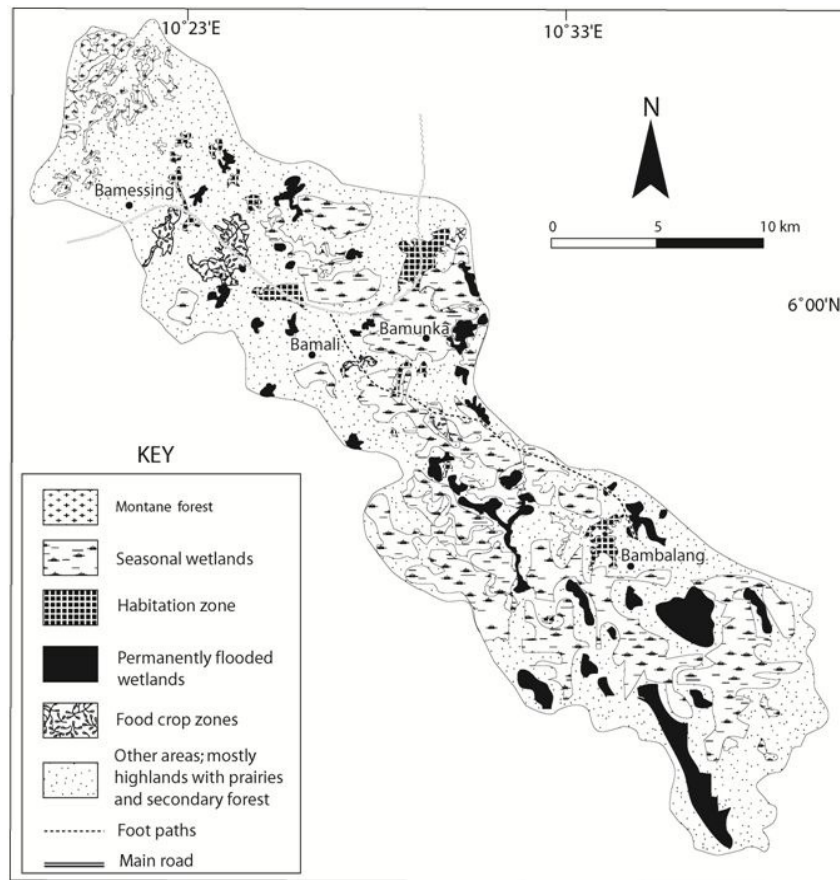 10°23'E
10°33'E
N
Bamessing
0 5 10 km
6°00'N
Bamunka
Bamali
KEY
Montane forest
Seasonal wetlands
Habitation zone
Bambalang
Permanently flooded
wetlands
Food crop zones
Other areas; mostly
highlands with prairies
and secondary forest
Foot paths
Main road